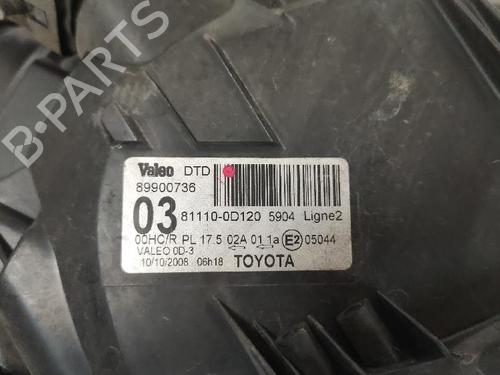 B-PARTS
Valeo DTD
89900736
03 81110-0D120 5904 Ligne2
00HC/R PL 17.5 02A 01 1a E2 05044
VALEO 0D-3
10/10/2008 06h18 TOYOTA